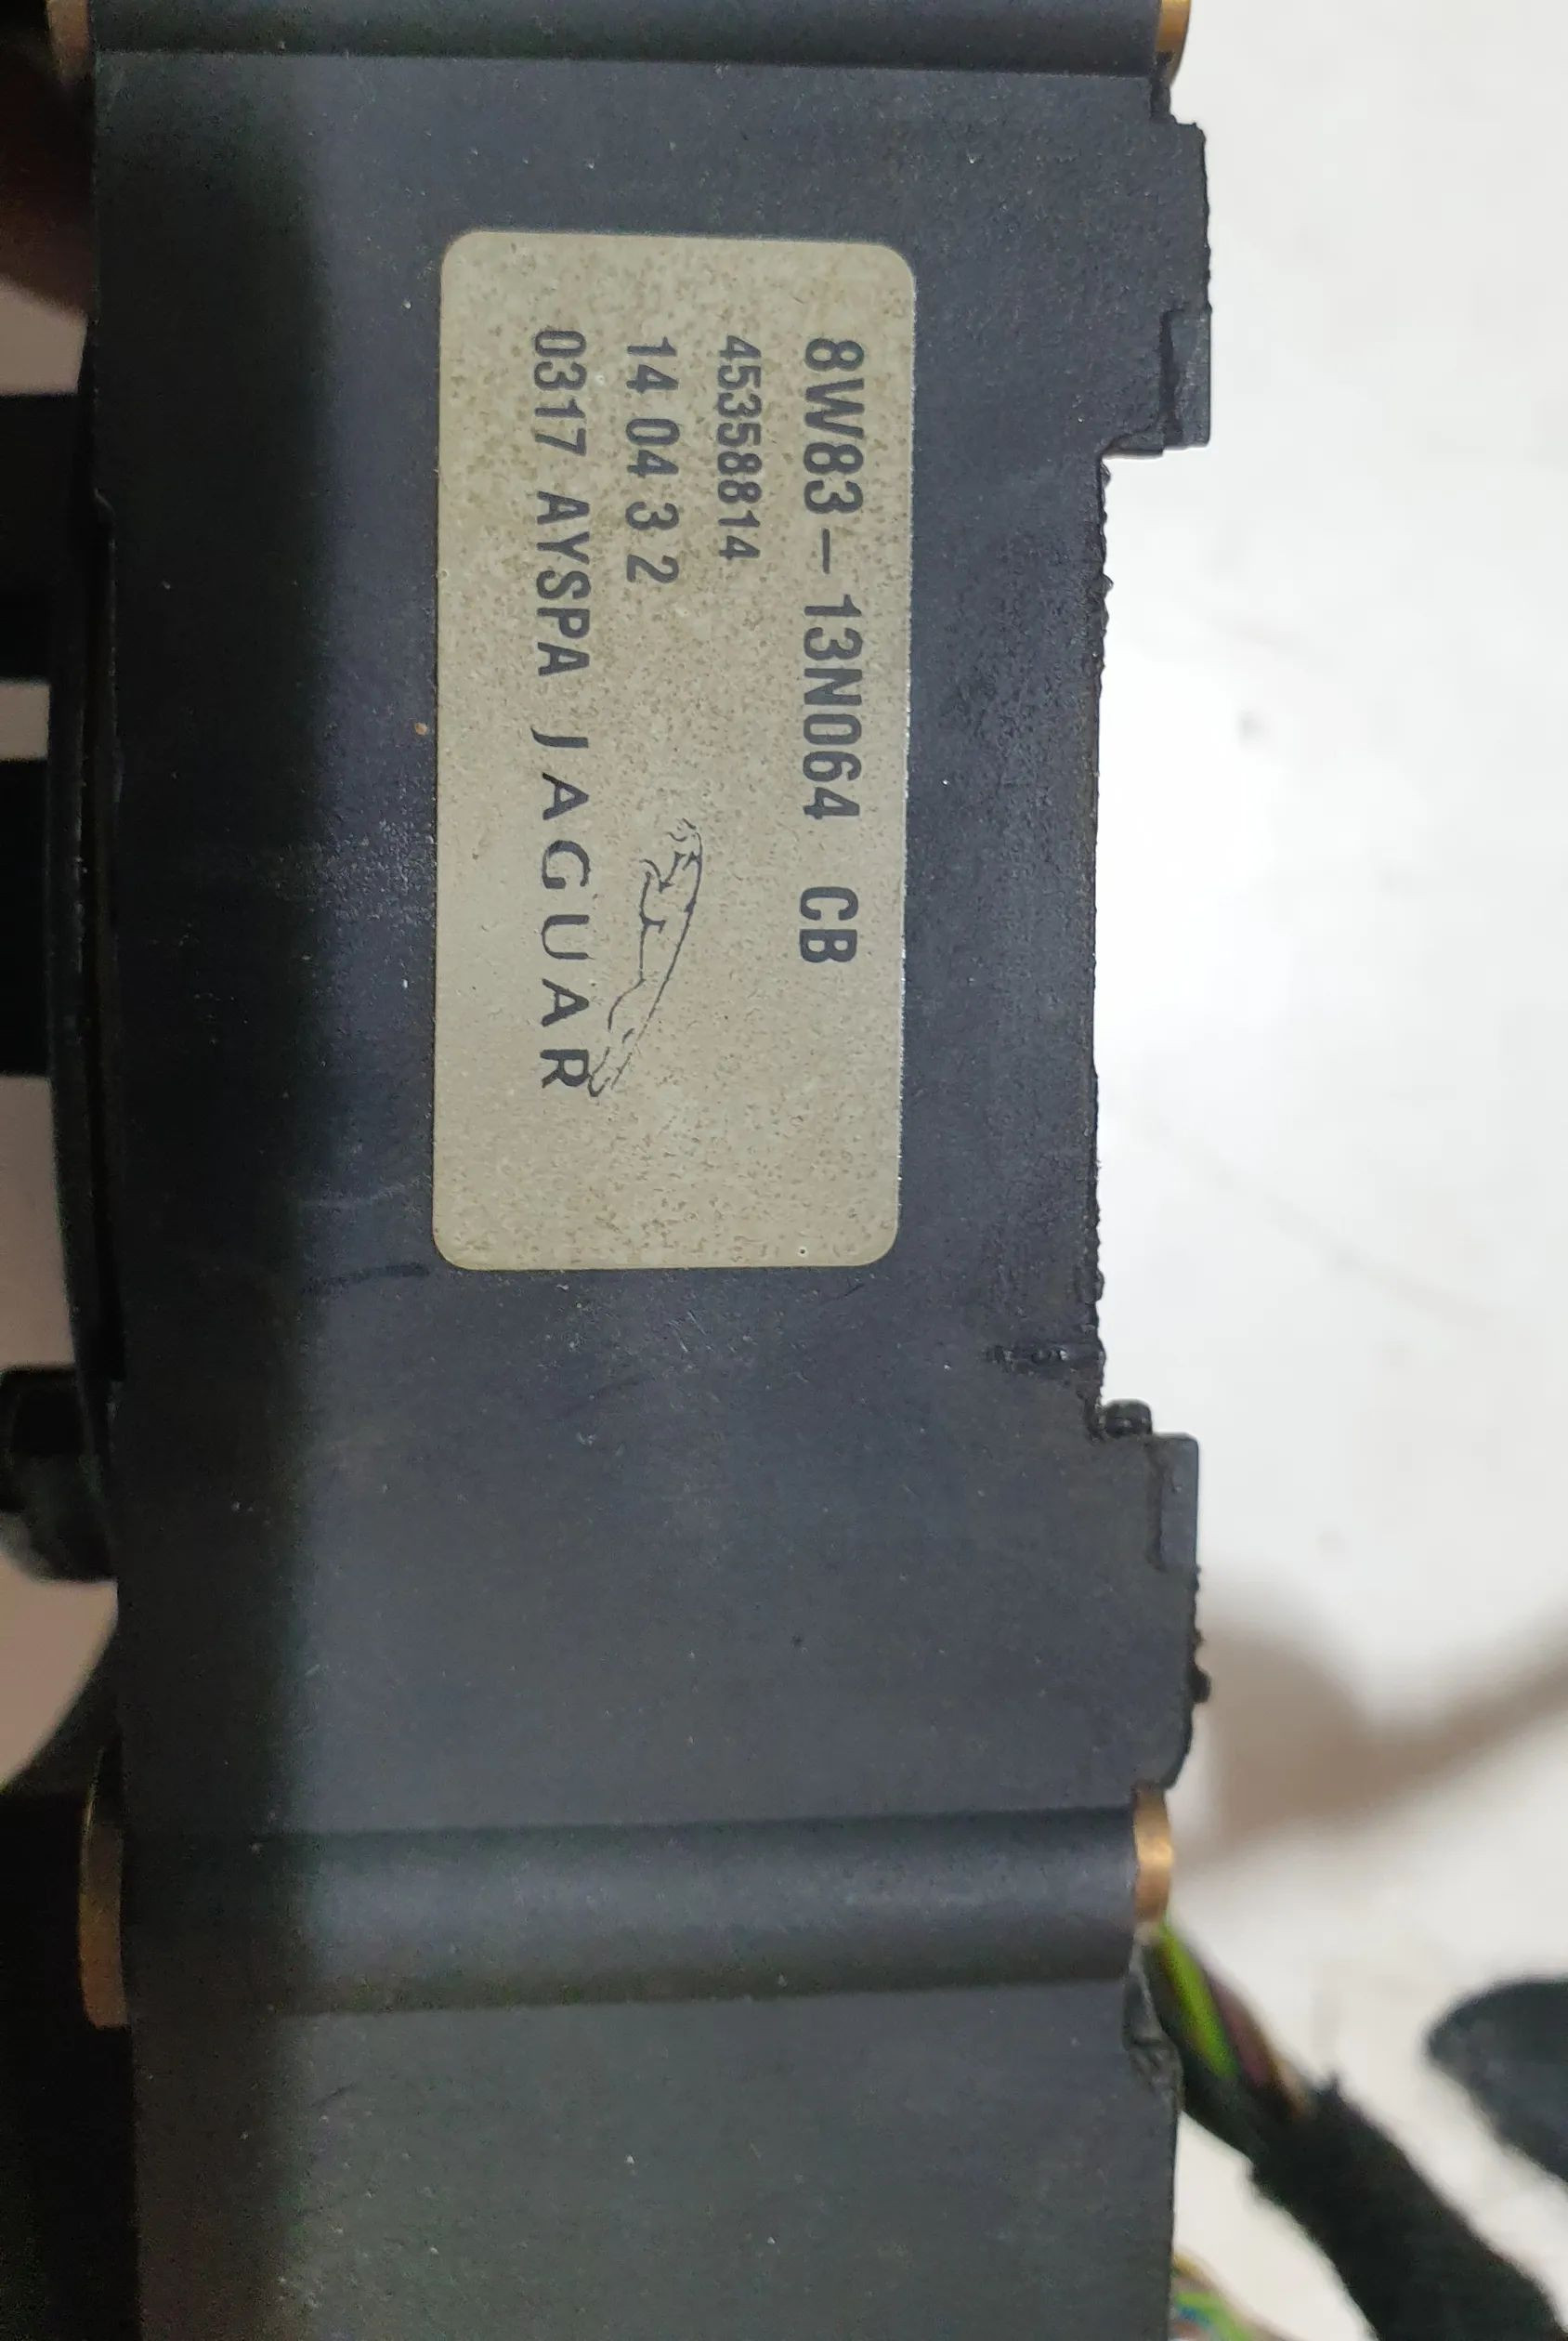 8W83-13N064 CB
45358814
14 04 3 2
0317 AYSPA JAGUAR